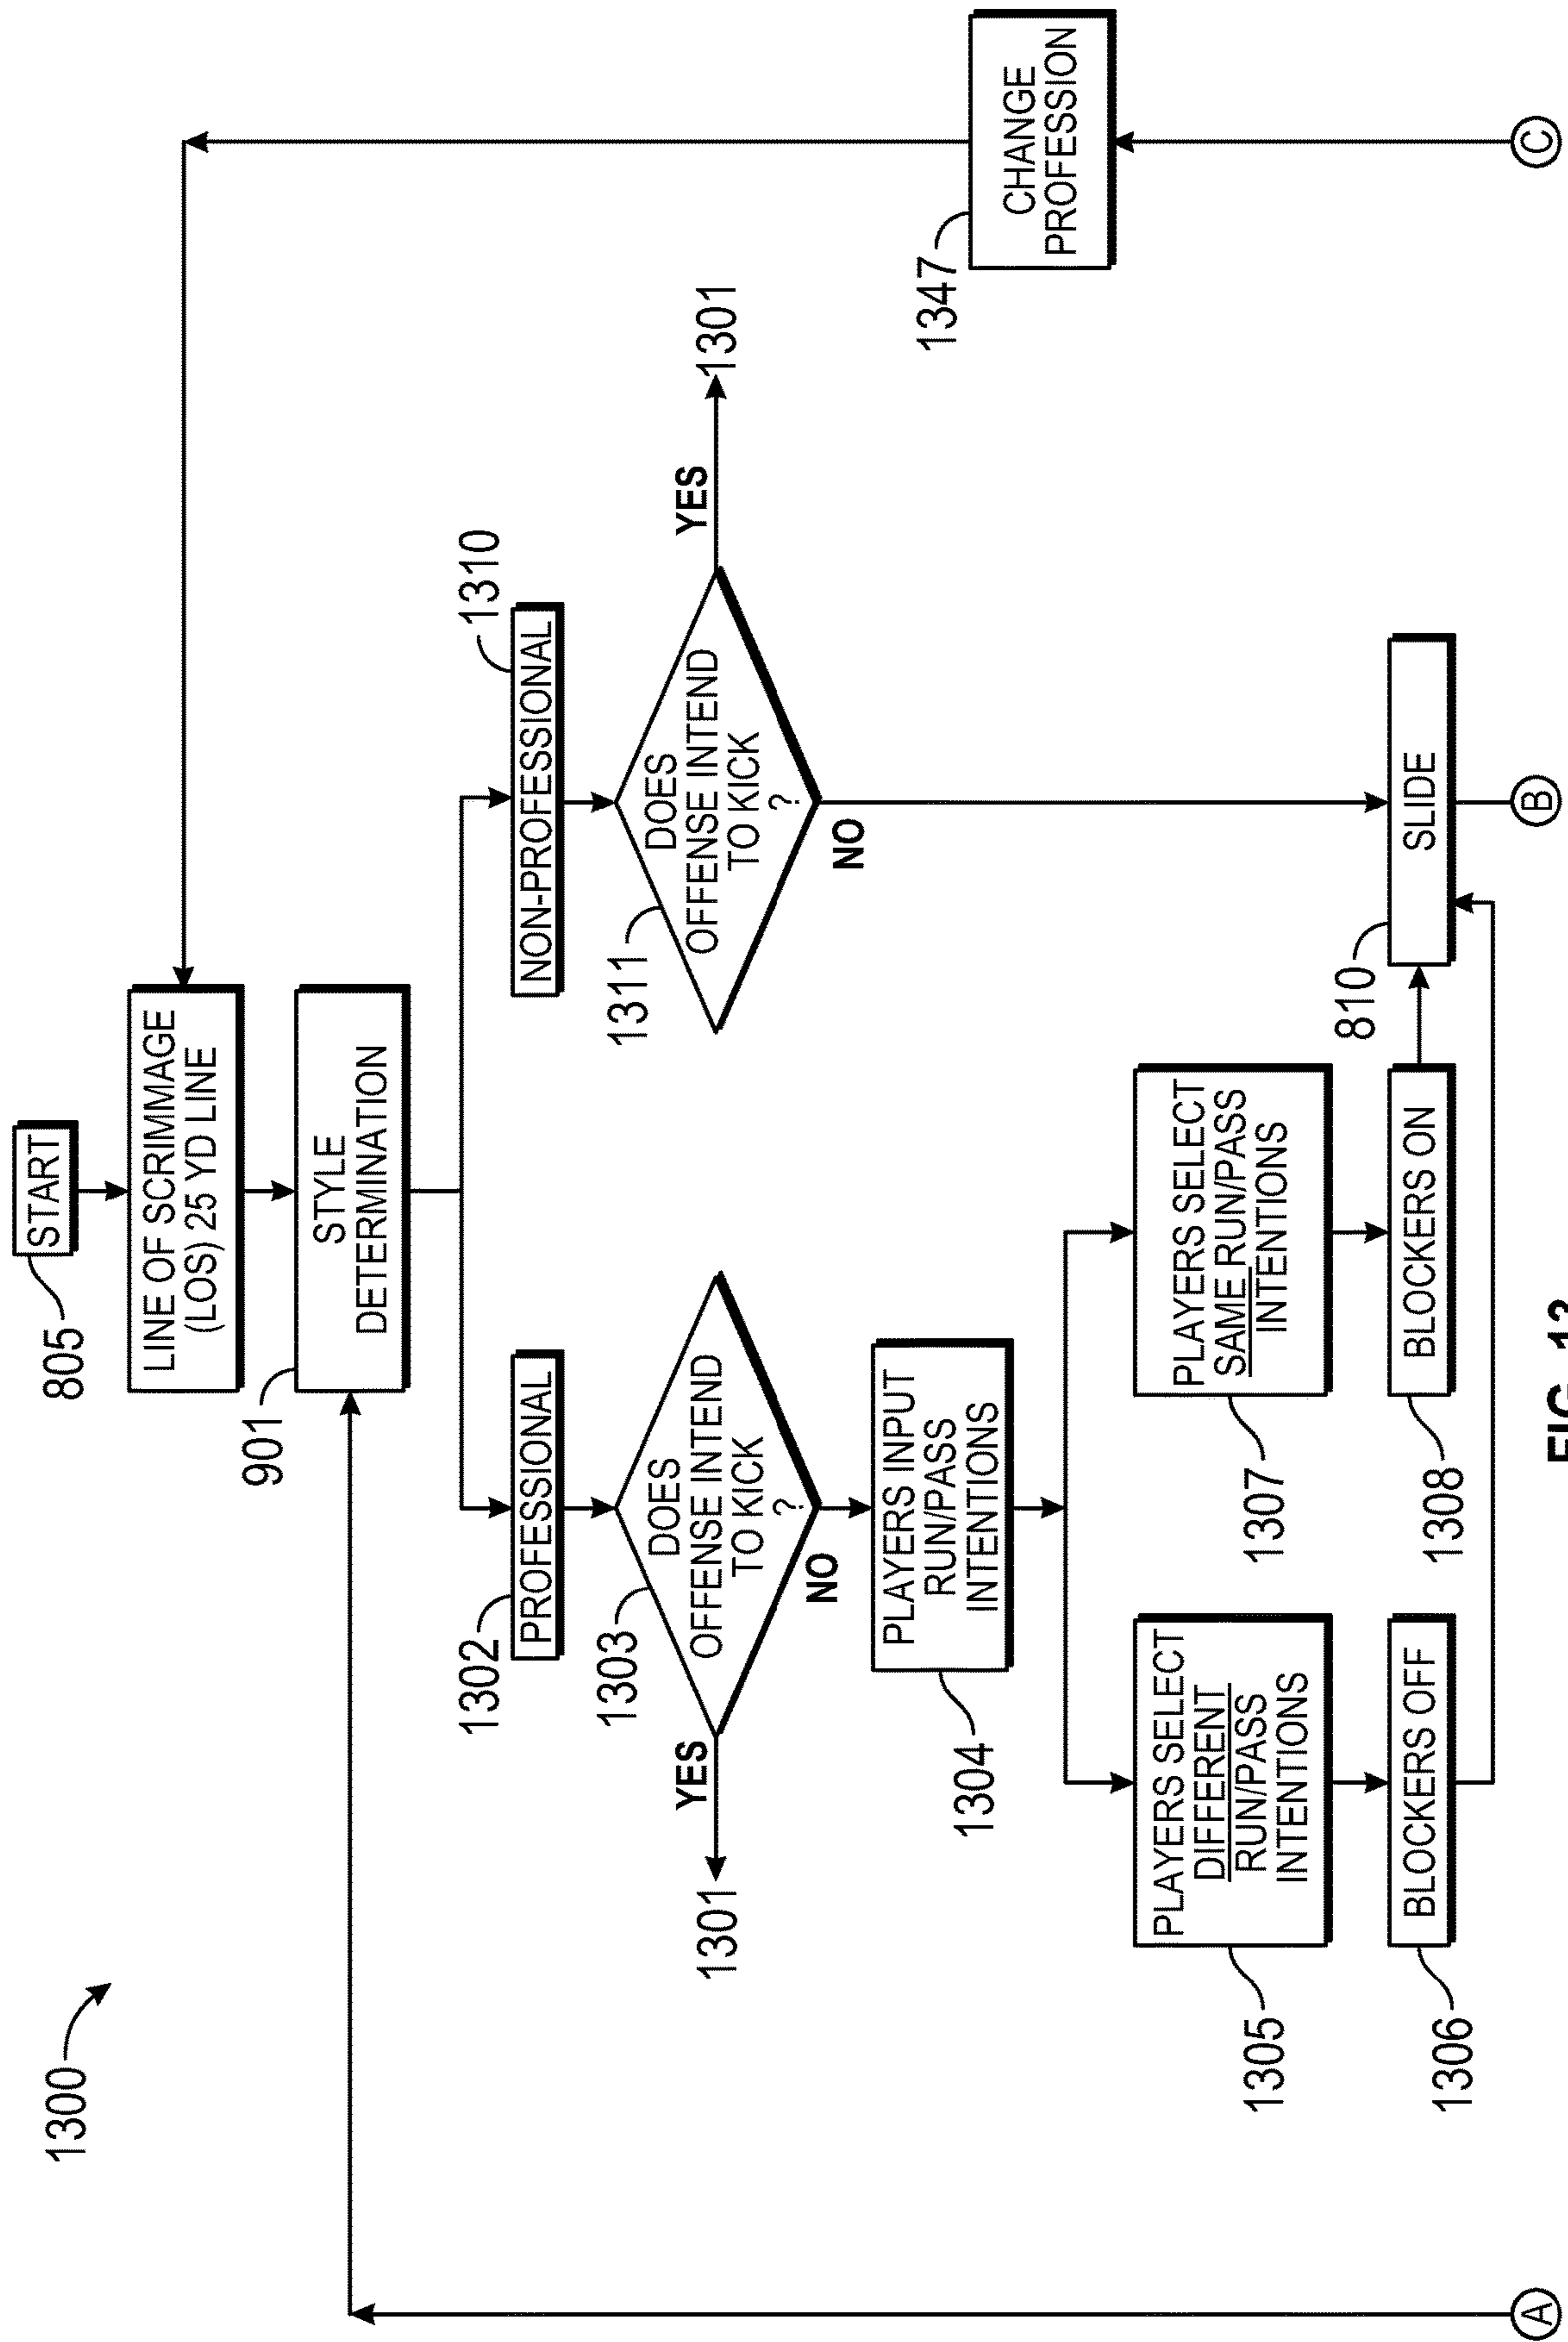 1300
START
805
LINE OF SCRIMMAGE
(LOS) 25 YD LINE
901
STYLE
DETERMINATION
1302
PROFESSIONAL
1310
NON-PROFESSIONAL
1303
DOES
OFFENSE INTEND
TO KICK
?
YES
1301
NO
1311
DOES
OFFENSE INTEND
TO KICK
?
YES
1301
NO
1304
PLAYERS INPUT
RUN/PASS
INTENTIONS
1347
CHANGE
PROFESSION
1305
PLAYERS SELECT
DIFFERENT
RUN/PASS
INTENTIONS
1307
PLAYERS SELECT
SAME RUN/PASS
INTENTIONS
1306
BLOCKERS OFF
1308
BLOCKERS ON
810
SLIDE
A
B
C
FIG. 13